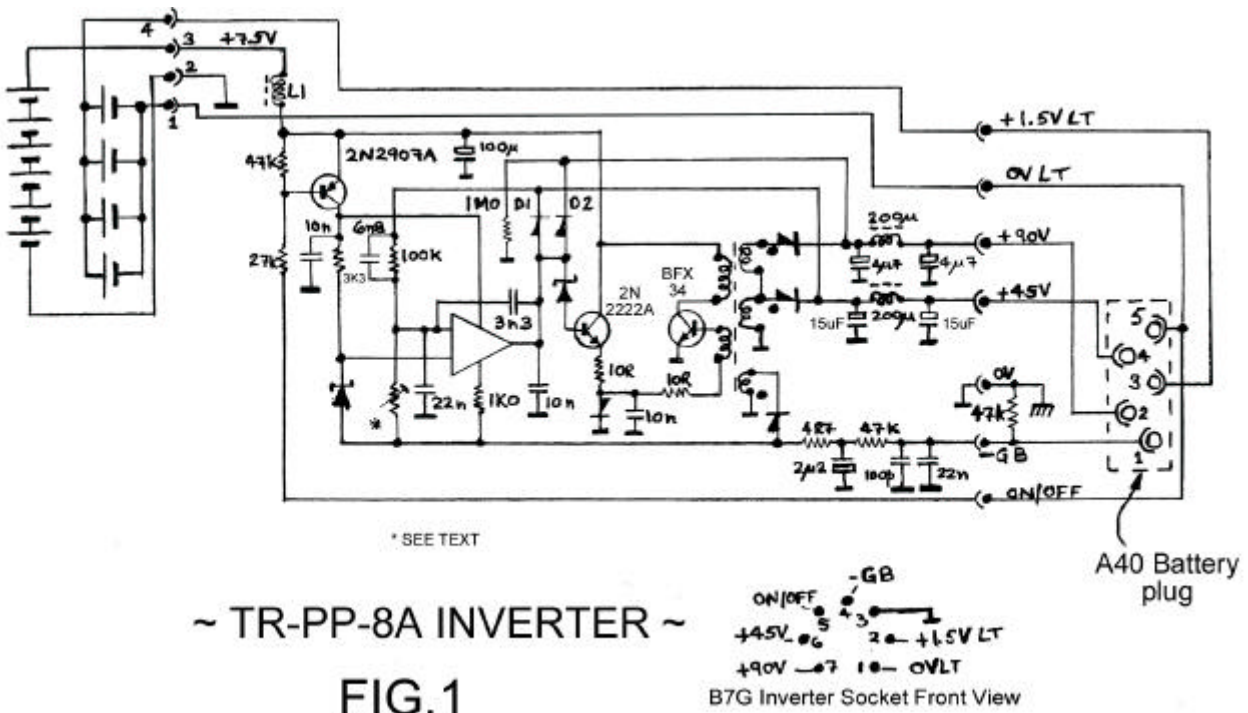 4
3
+7.5V
2
L1
1
+1.5V LT
47K
2N2907A
100µ
0V LT
1M0
D1
D2
10n
6n8
209µ
+90V
27K
3K3
100K
4µ7
4µ7
BFX
34
3n3
2N
2222A
+45V
15uF
209µ
15uF
5
4
10R
10R
0V
3
22n
1K0
10n
10n
47K
2
*
4R7
47K
-GB
1
2µ2
100p
22n
ON/OFF
* SEE TEXT
A40 Battery
plug
~ TR-PP-8A INVERTER ~
FIG.1
-GB
ON/OFF
5
4
3
+45V
6
2
+1.5V LT
+90V
7
1
0VLT
B7G Inverter Socket Front View